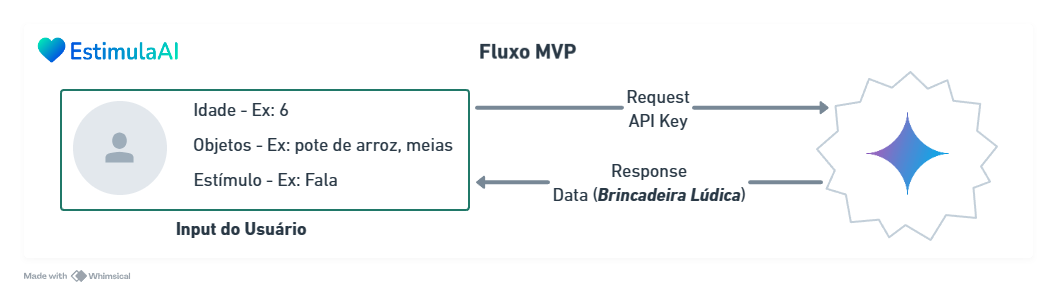 EstimulaAI
Fluxo MVP
Idade - Ex: 6
Objetos - Ex: pote de arroz, meias
Estímulo - Ex: Fala
Input do Usuário
Request
API Key
Response
Data (Brincadeira Lúdica)
Made with Whimsical